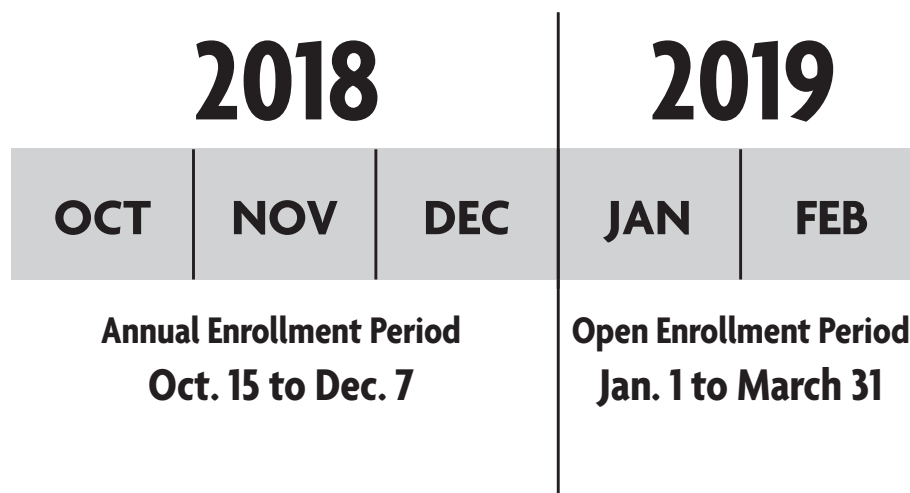 2018
2019
OCT NOV DEC JAN FEB
Annual Enrollment Period
Oct. 15 to Dec. 7
Open Enrollment Period
Jan. 1 to March 31